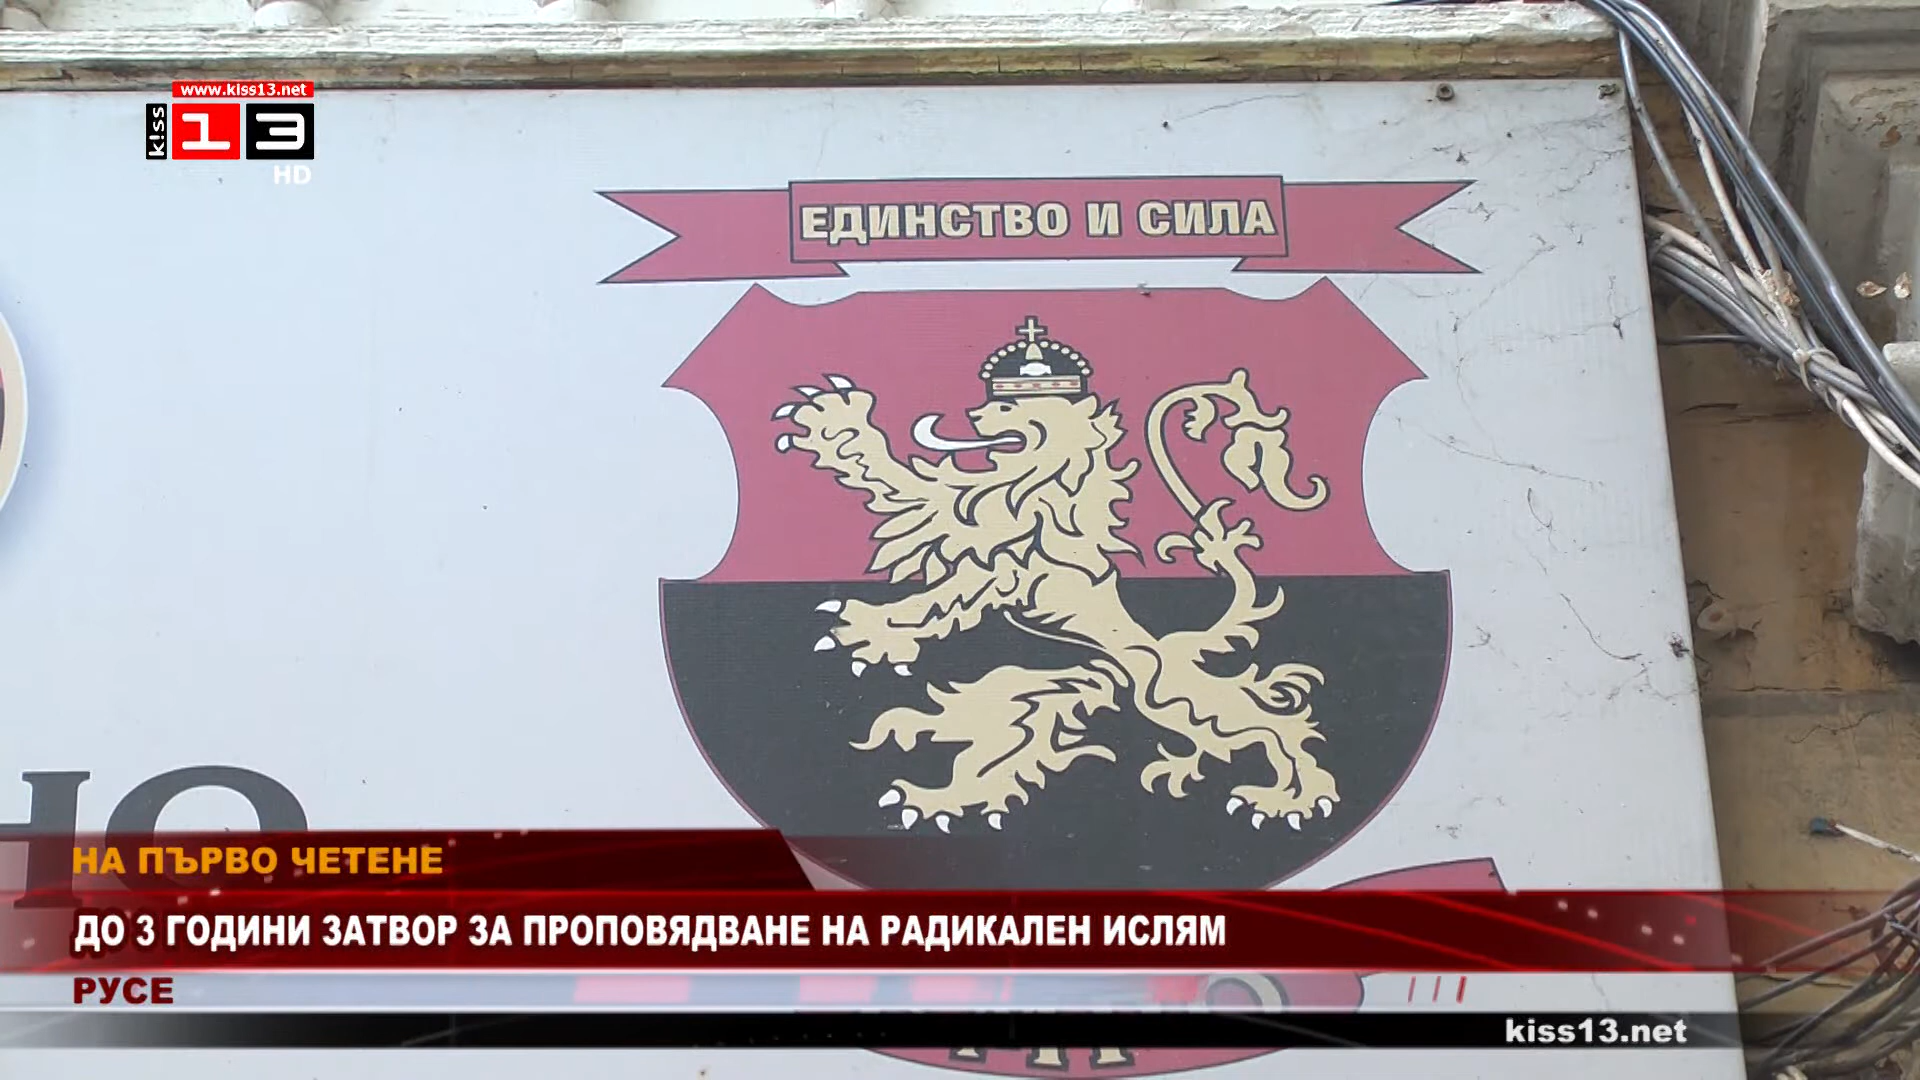 www.kiss13.net
kiss 13
HD
ЕДИНСТВО И СИЛА
НО
НА ПЪРВО ЧЕТЕНЕ
ДО 3 ГОДИНИ ЗАТВОР ЗА ПРОПОВЯДВАНЕ НА РАДИКАЛЕН ИСЛЯМ
РУСЕ
kiss13.net